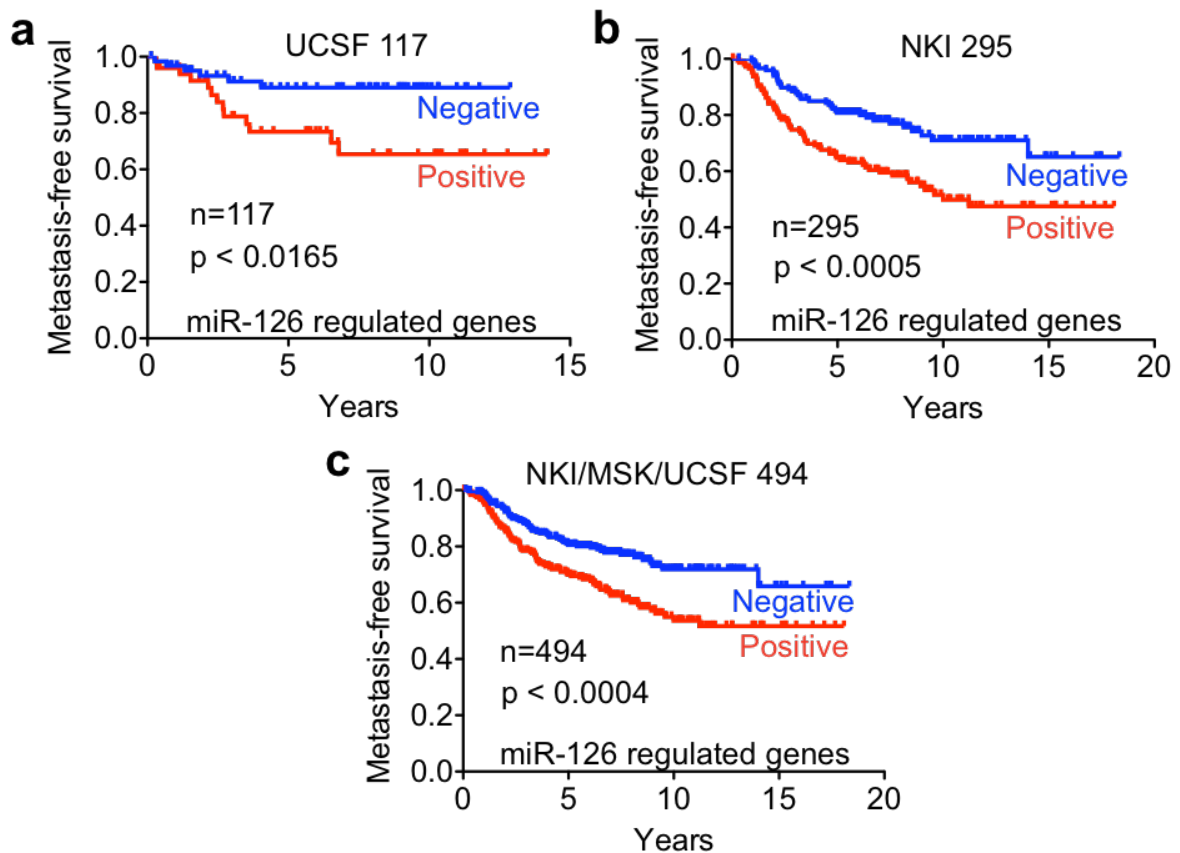 a
UCSF 117
Metastasis-free survival
1.0
0.8
0.6
0.4
0.2
0.0
Negative
Positive
n=117
p < 0.0165
miR-126 regulated genes
0 5 10 15
Years
b
NKI 295
Metastasis-free survival
1.0
0.8
0.6
0.4
0.2
0.0
Negative
Positive
n=295
p < 0.0005
miR-126 regulated genes
0 5 10 15 20
Years
c
NKI/MSK/UCSF 494
Metastasis-free survival
1.0
0.8
0.6
0.4
0.2
0.0
Negative
Positive
n=494
p < 0.0004
miR-126 regulated genes
0 5 10 15 20
Years